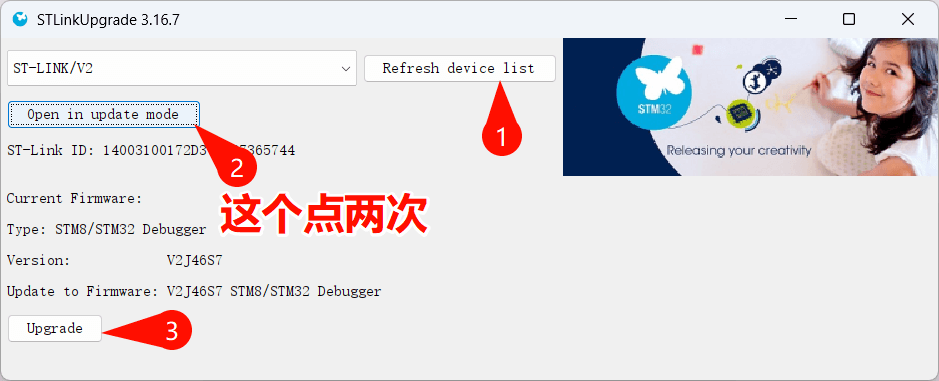 STLinkUpgrade 3.16.7
ST-LINK/V2
Refresh device list
STM32
Releasing your creativity
1
Open in update mode
2
ST-Link ID: 14003100172D3 365744
这个点两次
Current Firmware:
Type: STM8/STM32 Debugger
Version: V2J46S7
Update to Firmware: V2J46S7 STM8/STM32 Debugger
Upgrade
3